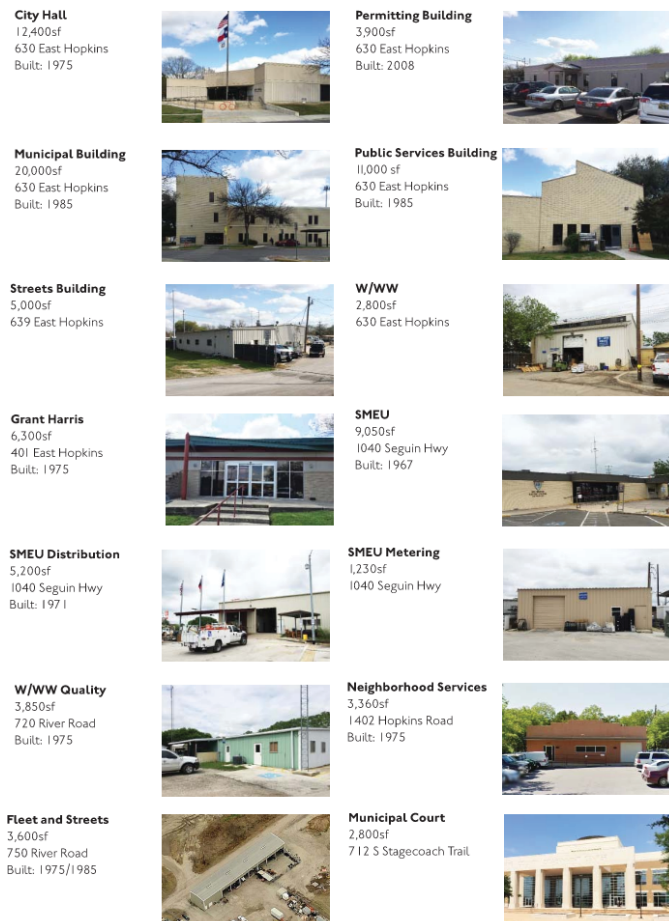 City Hall
12,400sf
630 East Hopkins
Built: 1975
Permitting Building
3,900sf
630 East Hopkins
Built: 2008
Municipal Building
20,000sf
630 East Hopkins
Built: 1985
Public Services Building
11,000 sf
630 East Hopkins
Built: 1985
Streets Building
5,000sf
639 East Hopkins
W/WW
2,800sf
630 East Hopkins
Grant Harris
6,300sf
401 East Hopkins
Built: 1975
SMEU
9,050sf
1040 Seguin Hwy
Built: 1967
SMEU Distribution
5,200sf
1040 Seguin Hwy
Built: 1971
SMEU Metering
1,230sf
1040 Seguin Hwy
W/WW Quality
3,850sf
720 River Road
Built: 1975
Neighborhood Services
3,360sf
1402 Hopkins Road
Built: 1975
Fleet and Streets
3,600sf
750 River Road
Built: 1975/1985
Municipal Court
2,800sf
712 S Stagecoach Trail